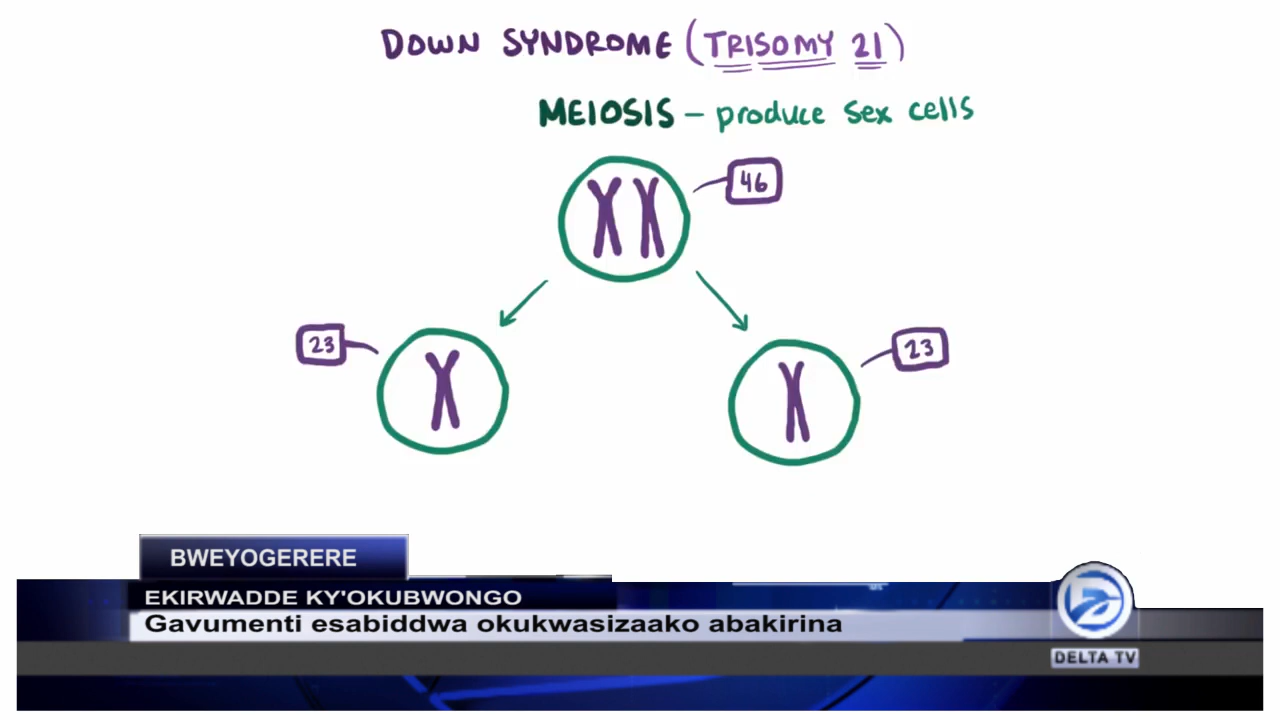 DOWN SYNDROME (TRISOMY 21)
MEIOSIS – produce sex cells
46
23
23
BWEYOGERERE
EKIRWADDE KY'OKUBWONGO
Gavumenti esabiddwa okukwasizaako abakirina
DELTA TV